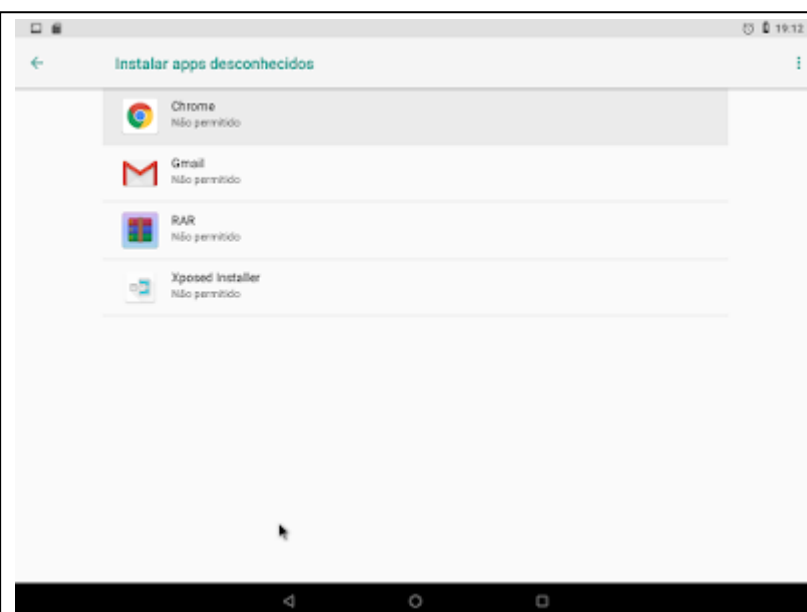 19:12
Instalar apps desconhecidos
Chrome
Não permitido
Gmail
Não permitido
RAR
Não permitido
Xposed Installer
Não permitido